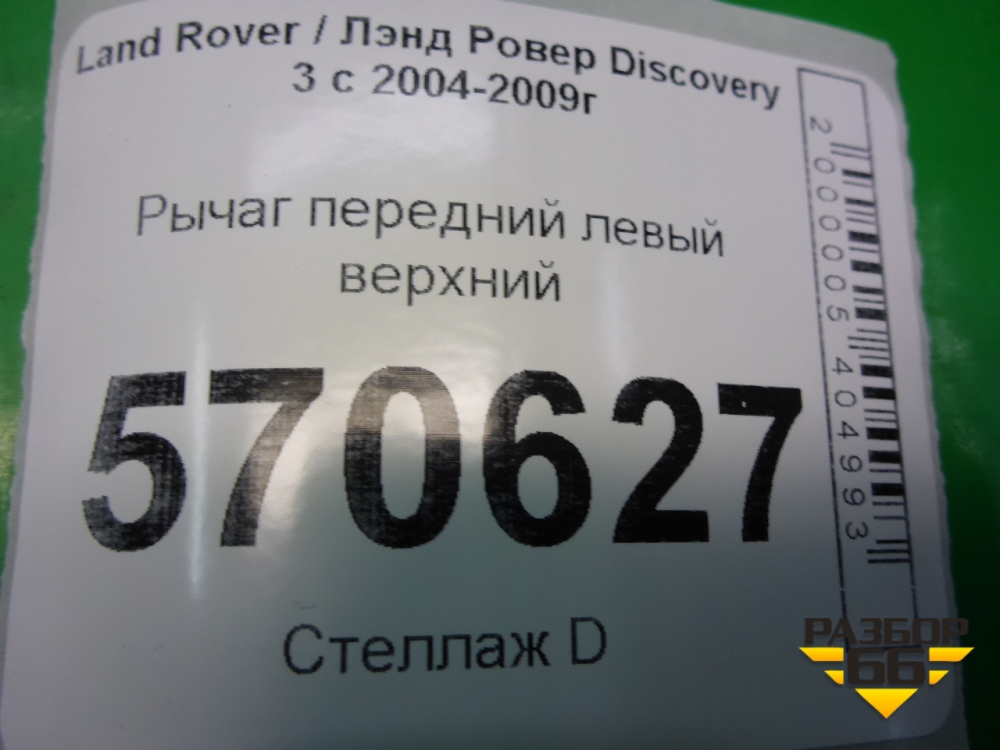 Land Rover / Лэнд Ровер Discovery
3 с 2004-2009г
Рычаг передний левый
верхний
570627
Стеллаж D
2000005404993
РАЗБОР
66